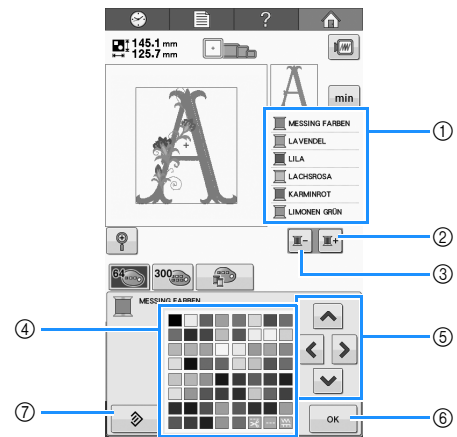 ?
145.1 mm
125.7 mm
min
MESSING FARBEN
LAVENDEL
LILA
LACHSROSA
KARMINROT
LIMONEN GRÜN
①
②
③
64
300
MESSING FARBEN
④
⑤
⑦
OK
⑥